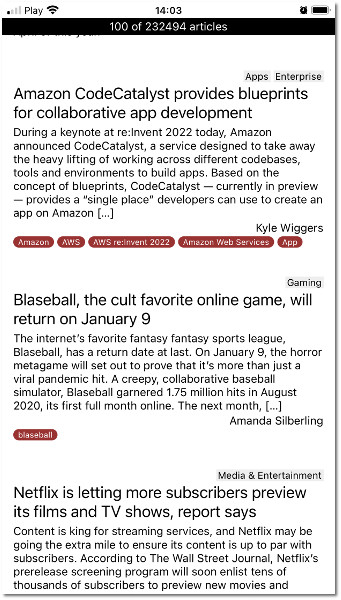 Play 14:03
100 of 232494 articles
Apps Enterprise
Amazon CodeCatalyst provides blueprints
for collaborative app development
During a keynote at re:Invent 2022 today, Amazon
announced CodeCatalyst, a service designed to take away
the heavy lifting of working across different codebases,
tools and environments to build apps. Based on the
concept of blueprints, CodeCatalyst — currently in preview
— provides a “single place” developers can use to create an
app on Amazon […]
Kyle Wiggers
Amazon AWS AWS re:Invent 2022 Amazon Web Services App
Gaming
Blaseball, the cult favorite online game, will
return on January 9
The internet’s favorite fantasy fantasy sports league,
Blaseball, has a return date at last. On January 9, the horror
metagame will set out to prove that it’s more than just a
viral pandemic hit. A creepy, collaborative baseball
simulator, Blaseball garnered 1.75 million hits in August
2020, its first full month online. The next month, […]
Amanda Silberling
blaseball
Media & Entertainment
Netflix is letting more subscribers preview
its films and TV shows, report says
Content is king for streaming services, and Netflix may be
going the extra mile to ensure its content is up to par with
subscribers. According to The Wall Street Journal, Netflix’s
prerelease screening program will soon enlist tens of
thousands of subscribers to preview new movies and